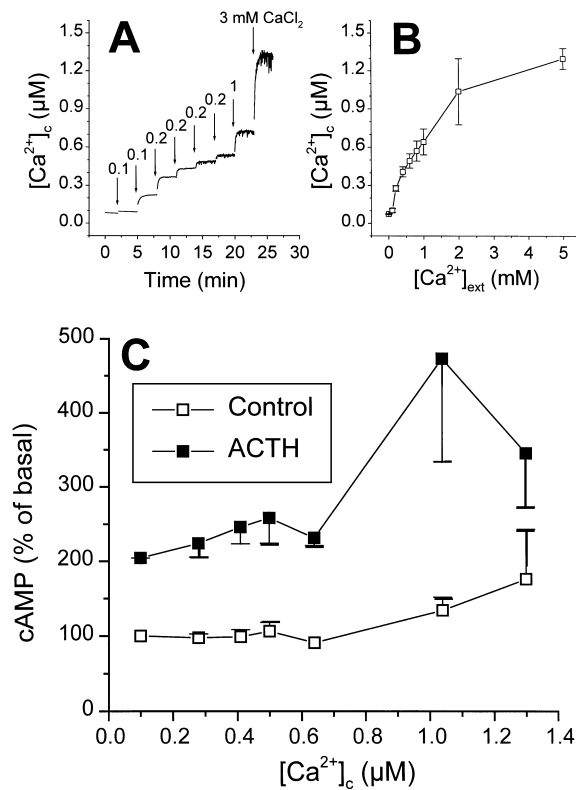 A
3 mM CaCl₂
0.1 0.1 0.2 0.2 0.2 0.2 1
1.5
1.2
0.9
0.6
0.3
0.0
[Ca²⁺]c (μM)
0 5 10 15 20 25 30
Time (min)
B
1.5
1.2
0.9
0.6
0.3
0.0
[Ca²⁺]c (μM)
0 1 2 3 4 5
[Ca²⁺]ext (mM)
C
Control
ACTH
500
400
300
200
100
0
cAMP (% of basal)
0.0 0.2 0.4 0.6 0.8 1.0 1.2 1.4
[Ca²⁺]c (μM)